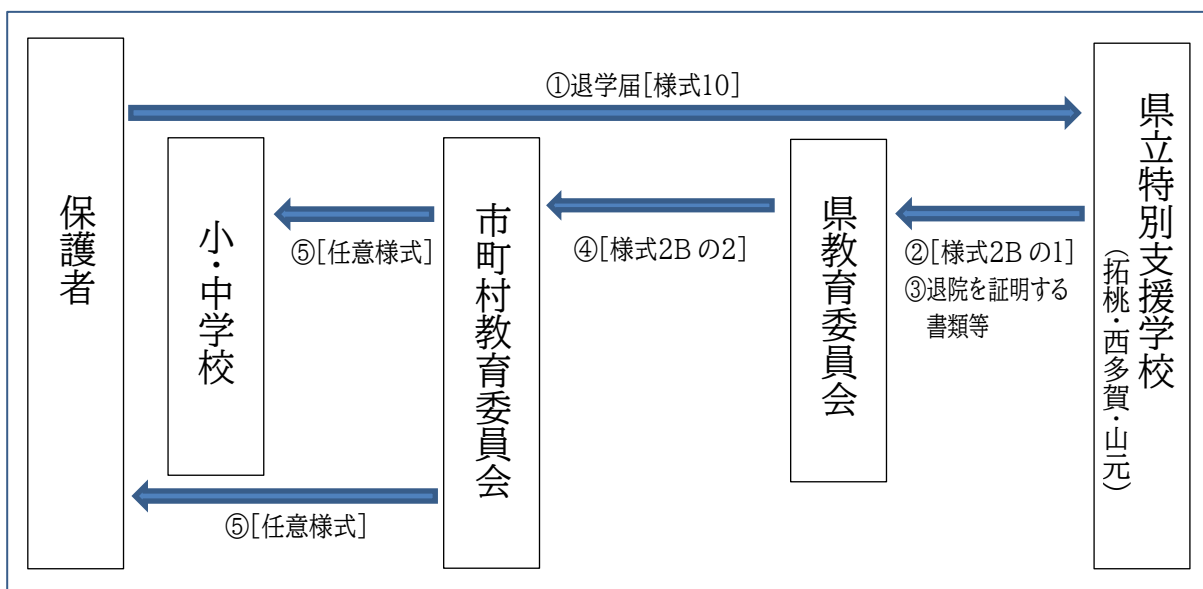 ①退学届[様式10]
保護者
小・中学校
⑤[任意様式]
市町村教育委員会
④[様式2Bの2]
県教育委員会
②[様式2Bの1]
③退院を証明する
書類等
県立特別支援学校
(拓桃・西多賀・山元)
⑤[任意様式]